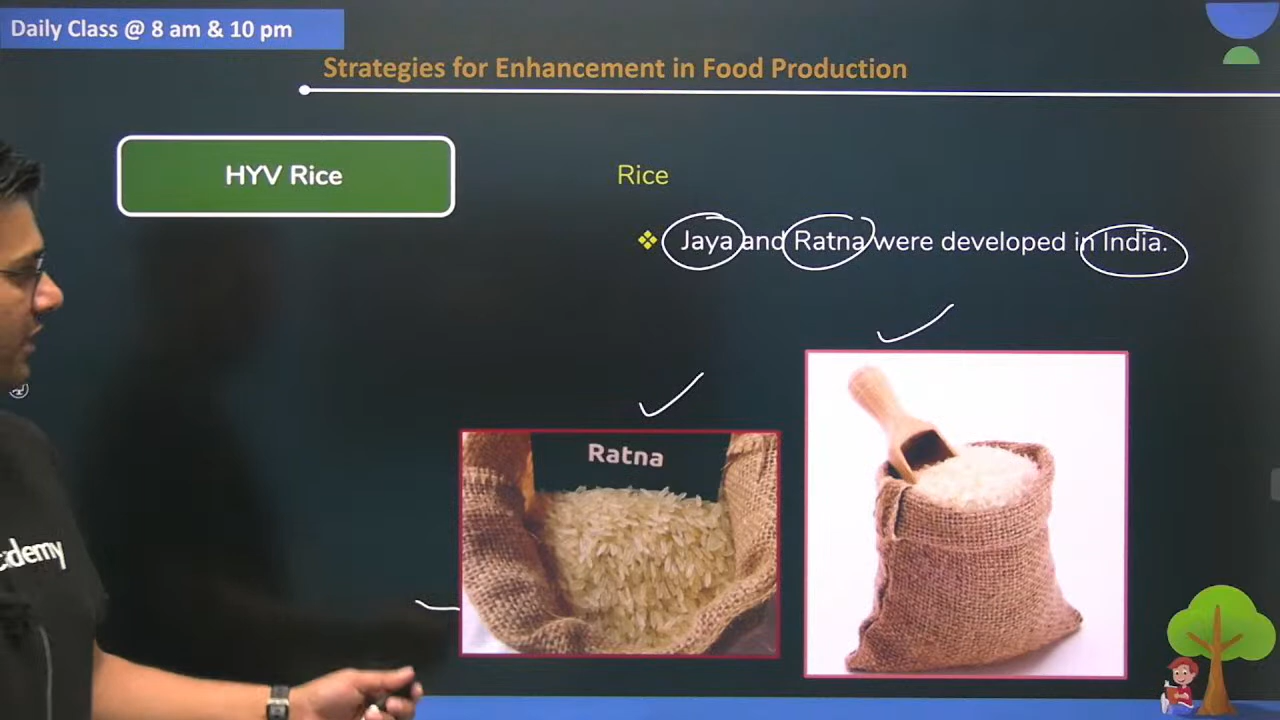 Daily Class @ 8 am & 10 pm
Strategies for Enhancement in Food Production
HYV Rice
Rice
❖ Jaya and Ratna were developed in India.
Ratna
ademy